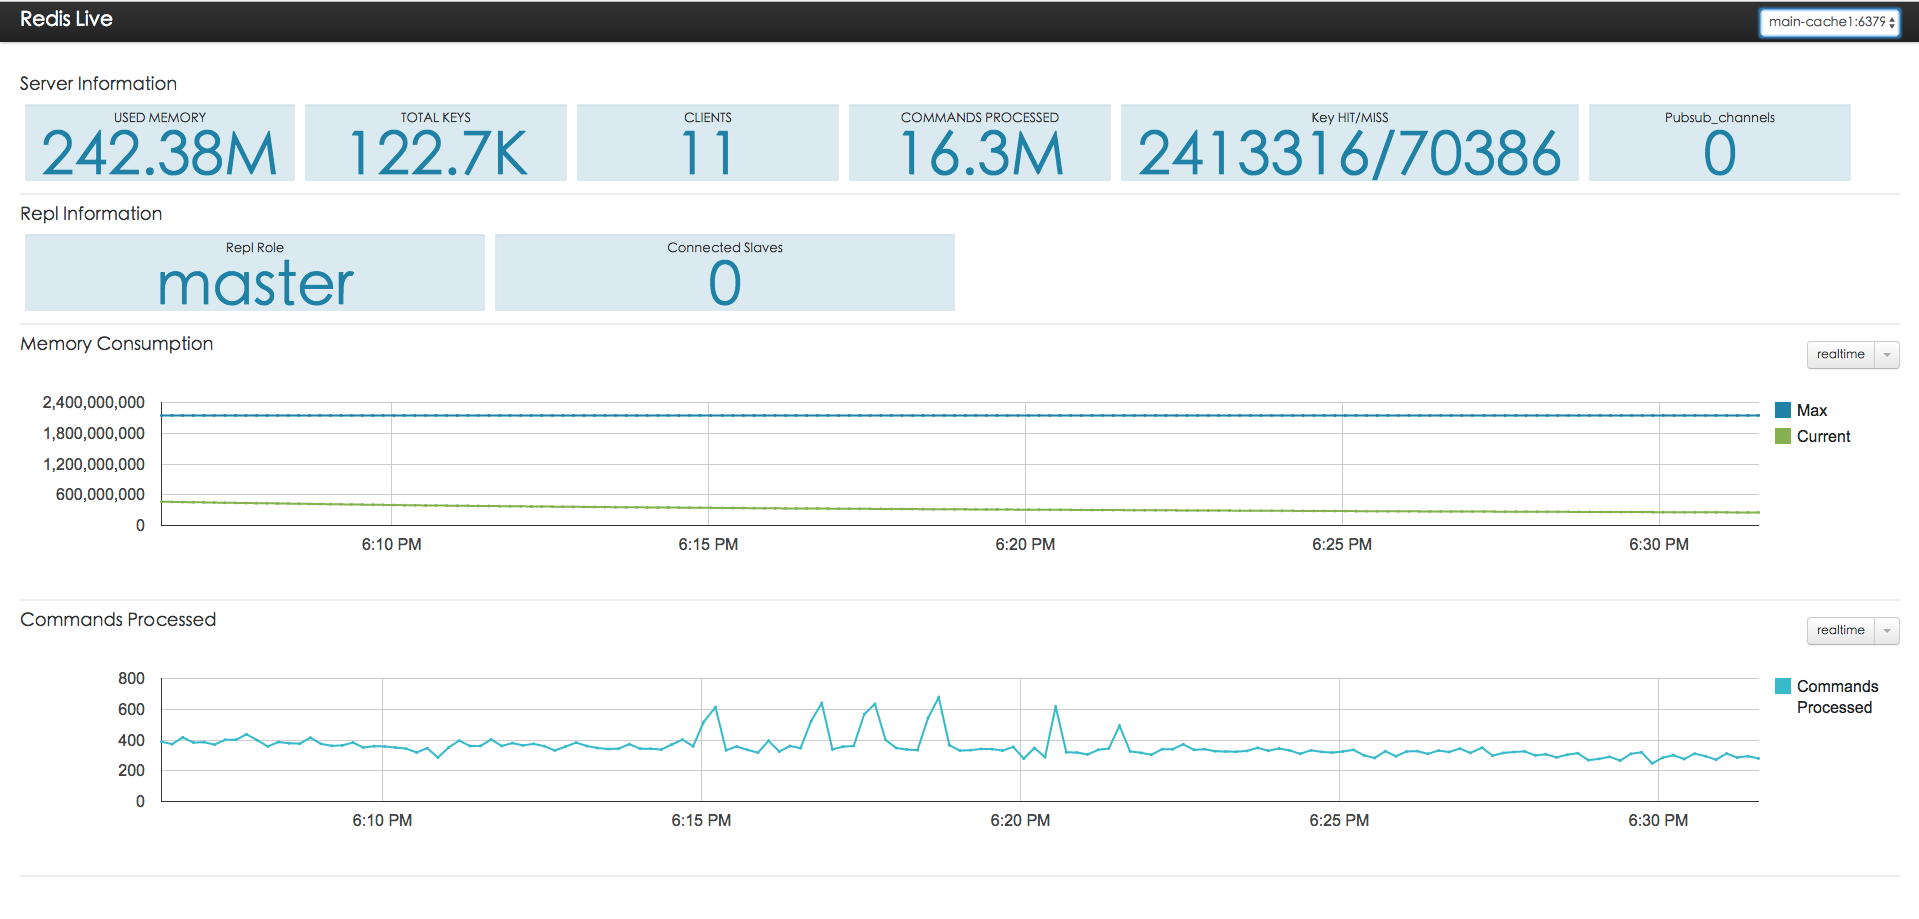 Redis Live
main-cache1:6379
Server Information
USED MEMORY
242.38M
TOTAL KEYS
122.7K
CLIENTS
11
COMMANDS PROCESSED
16.3M
Key HIT/MISS
2413316/70386
Pubsub_channels
0
Repl Information
Repl Role
master
Connected Slaves
0
Memory Consumption
realtime
2,400,000,000
1,800,000,000
1,200,000,000
600,000,000
0
Max
Current
6:10 PM
6:15 PM
6:20 PM
6:25 PM
6:30 PM
Commands Processed
realtime
800
600
400
200
0
Commands
Processed
6:10 PM
6:15 PM
6:20 PM
6:25 PM
6:30 PM